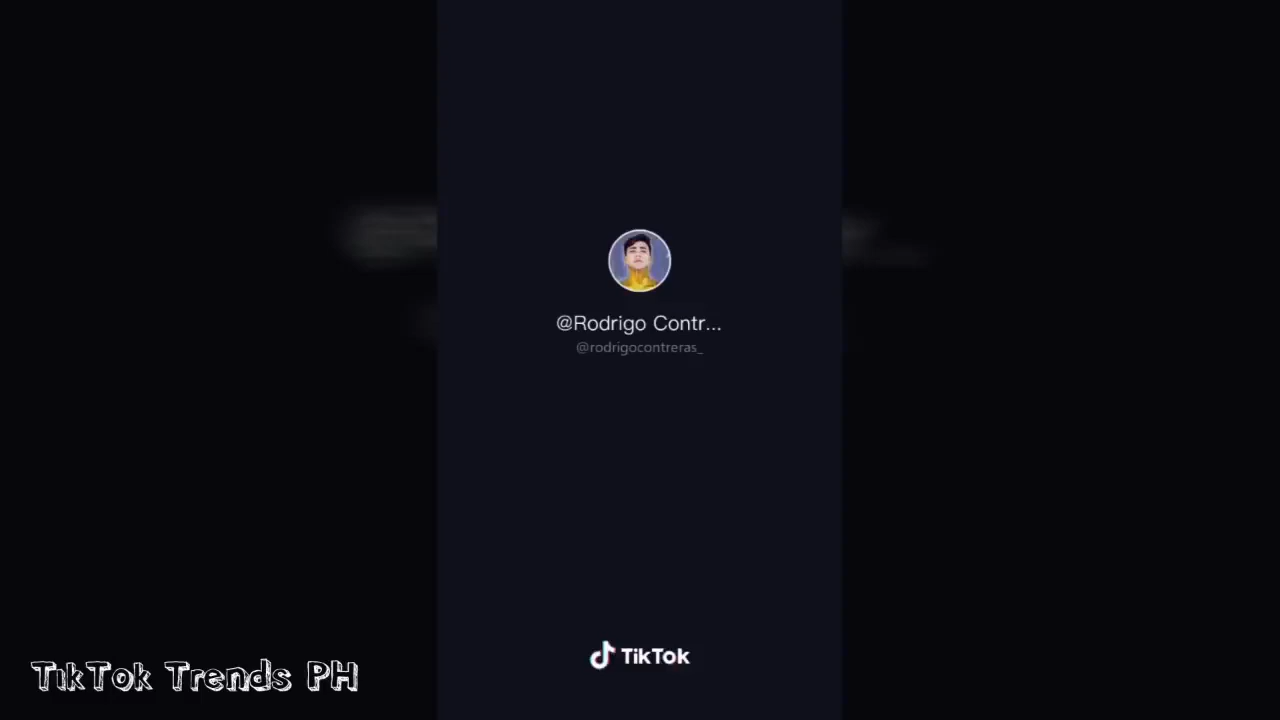 @Rodrigo Contr...
@rodrigocontreras_
TikTok
TikTok Trends PH